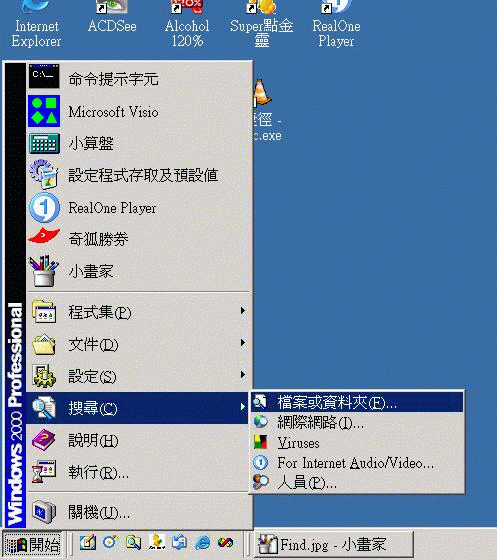 Internet
Explorer
ACDSee
Alcohol
120%
Super點金
靈
RealOne
Player
徑 -
c.exe
命令提示字元
Microsoft Visio
小算盤
設定程式存取及預設值
RealOne Player
奇狐勝券
小畫家
程式集(P)
文件(D)
設定(S)
搜尋(C)
說明(H)
執行(R)...
關機(U)...
Windows 2000 Professional
檔案或資料夾(F)...
網際網路(I)...
Viruses
For Internet Audio/Video...
人員(P)...
開始
Find.jpg - 小畫家